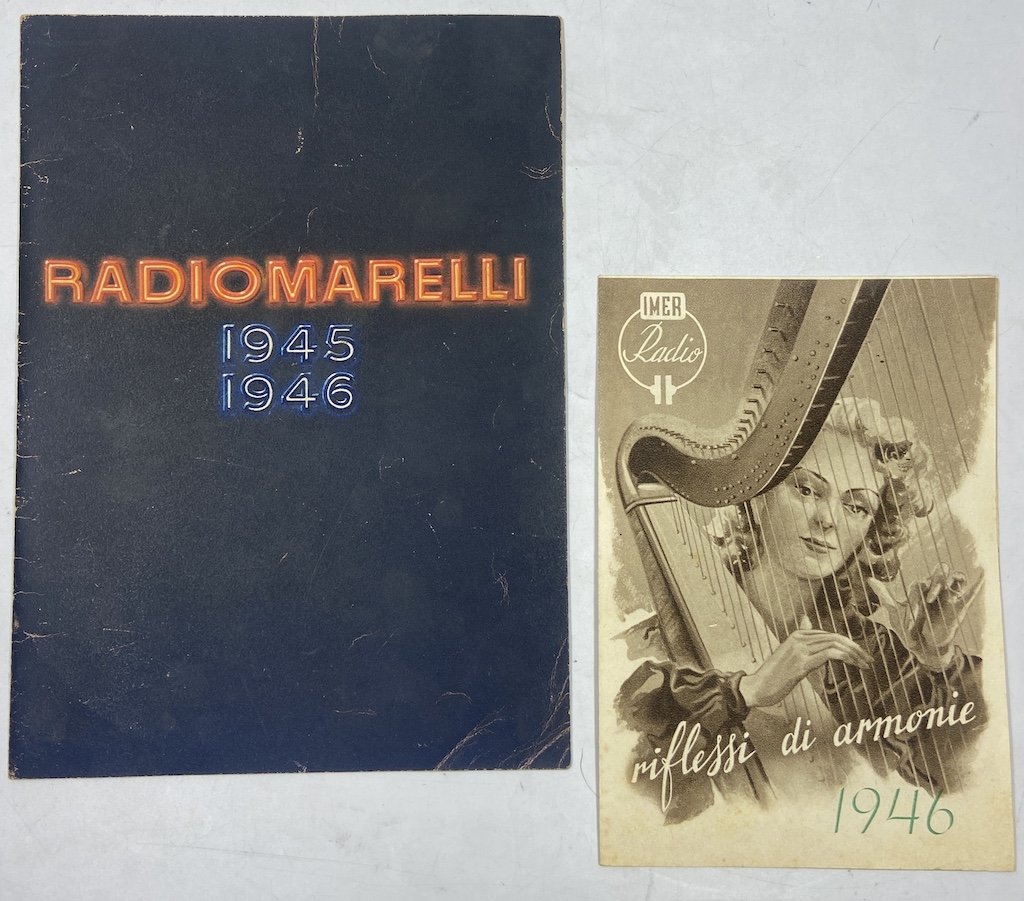 RADIOMARELLI
1945
1946
IMER
Radio
riflessi di armonie
1946